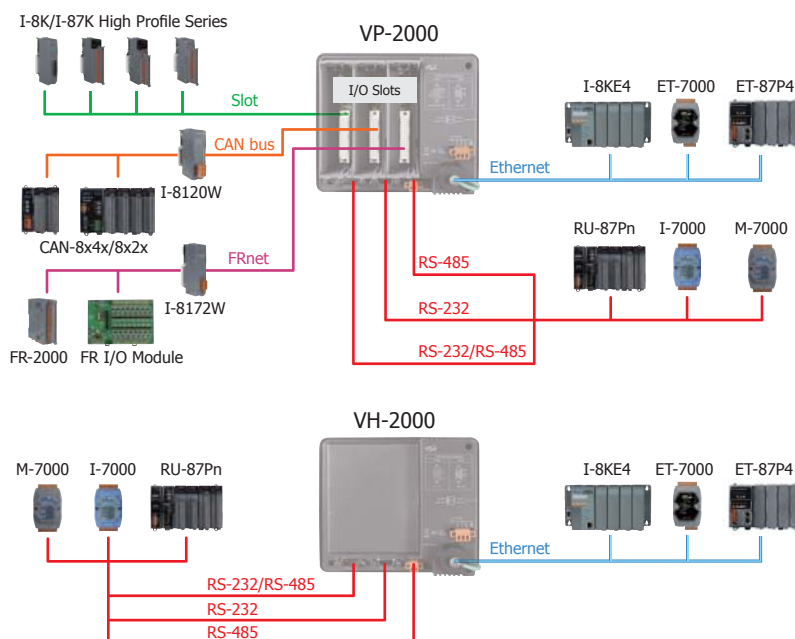 I-8K/I-87K High Profile Series
VP-2000
I/O Slots
I-8KE4 ET-7000 ET-87P4
Slot
CAN bus
I-8120W
Ethernet
CAN-8x4x/8x2x
RU-87Pn I-7000 M-7000
FRnet
RS-485
I-8172W
RS-232
FR-2000 FR I/O Module
RS-232/RS-485
VH-2000
M-7000 I-7000 RU-87Pn
I-8KE4 ET-7000 ET-87P4
Ethernet
RS-232/RS-485
RS-232
RS-485